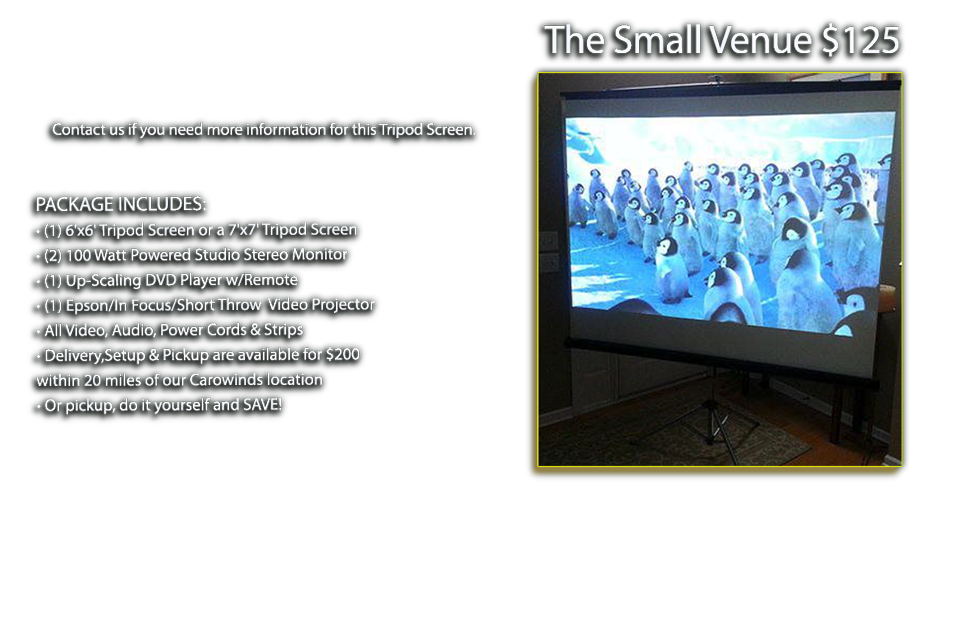 The Small Venue $125
Contact us if you need more information for this Tripod Screen.
PACKAGE INCLUDES:
• (1) 6'x6' Tripod Screen or a 7'x7' Tripod Screen
• (2) 100 Watt Powered Studio Stereo Monitor
• (1) Up-Scaling DVD Player w/Remote
• (1) Epson/In Focus/Short Throw Video Projector
• All Video, Audio, Power Cords & Strips
• Delivery,Setup & Pickup are available for $200
within 20 miles of our Carowinds location
• Or pickup, do it yourself and SAVE!